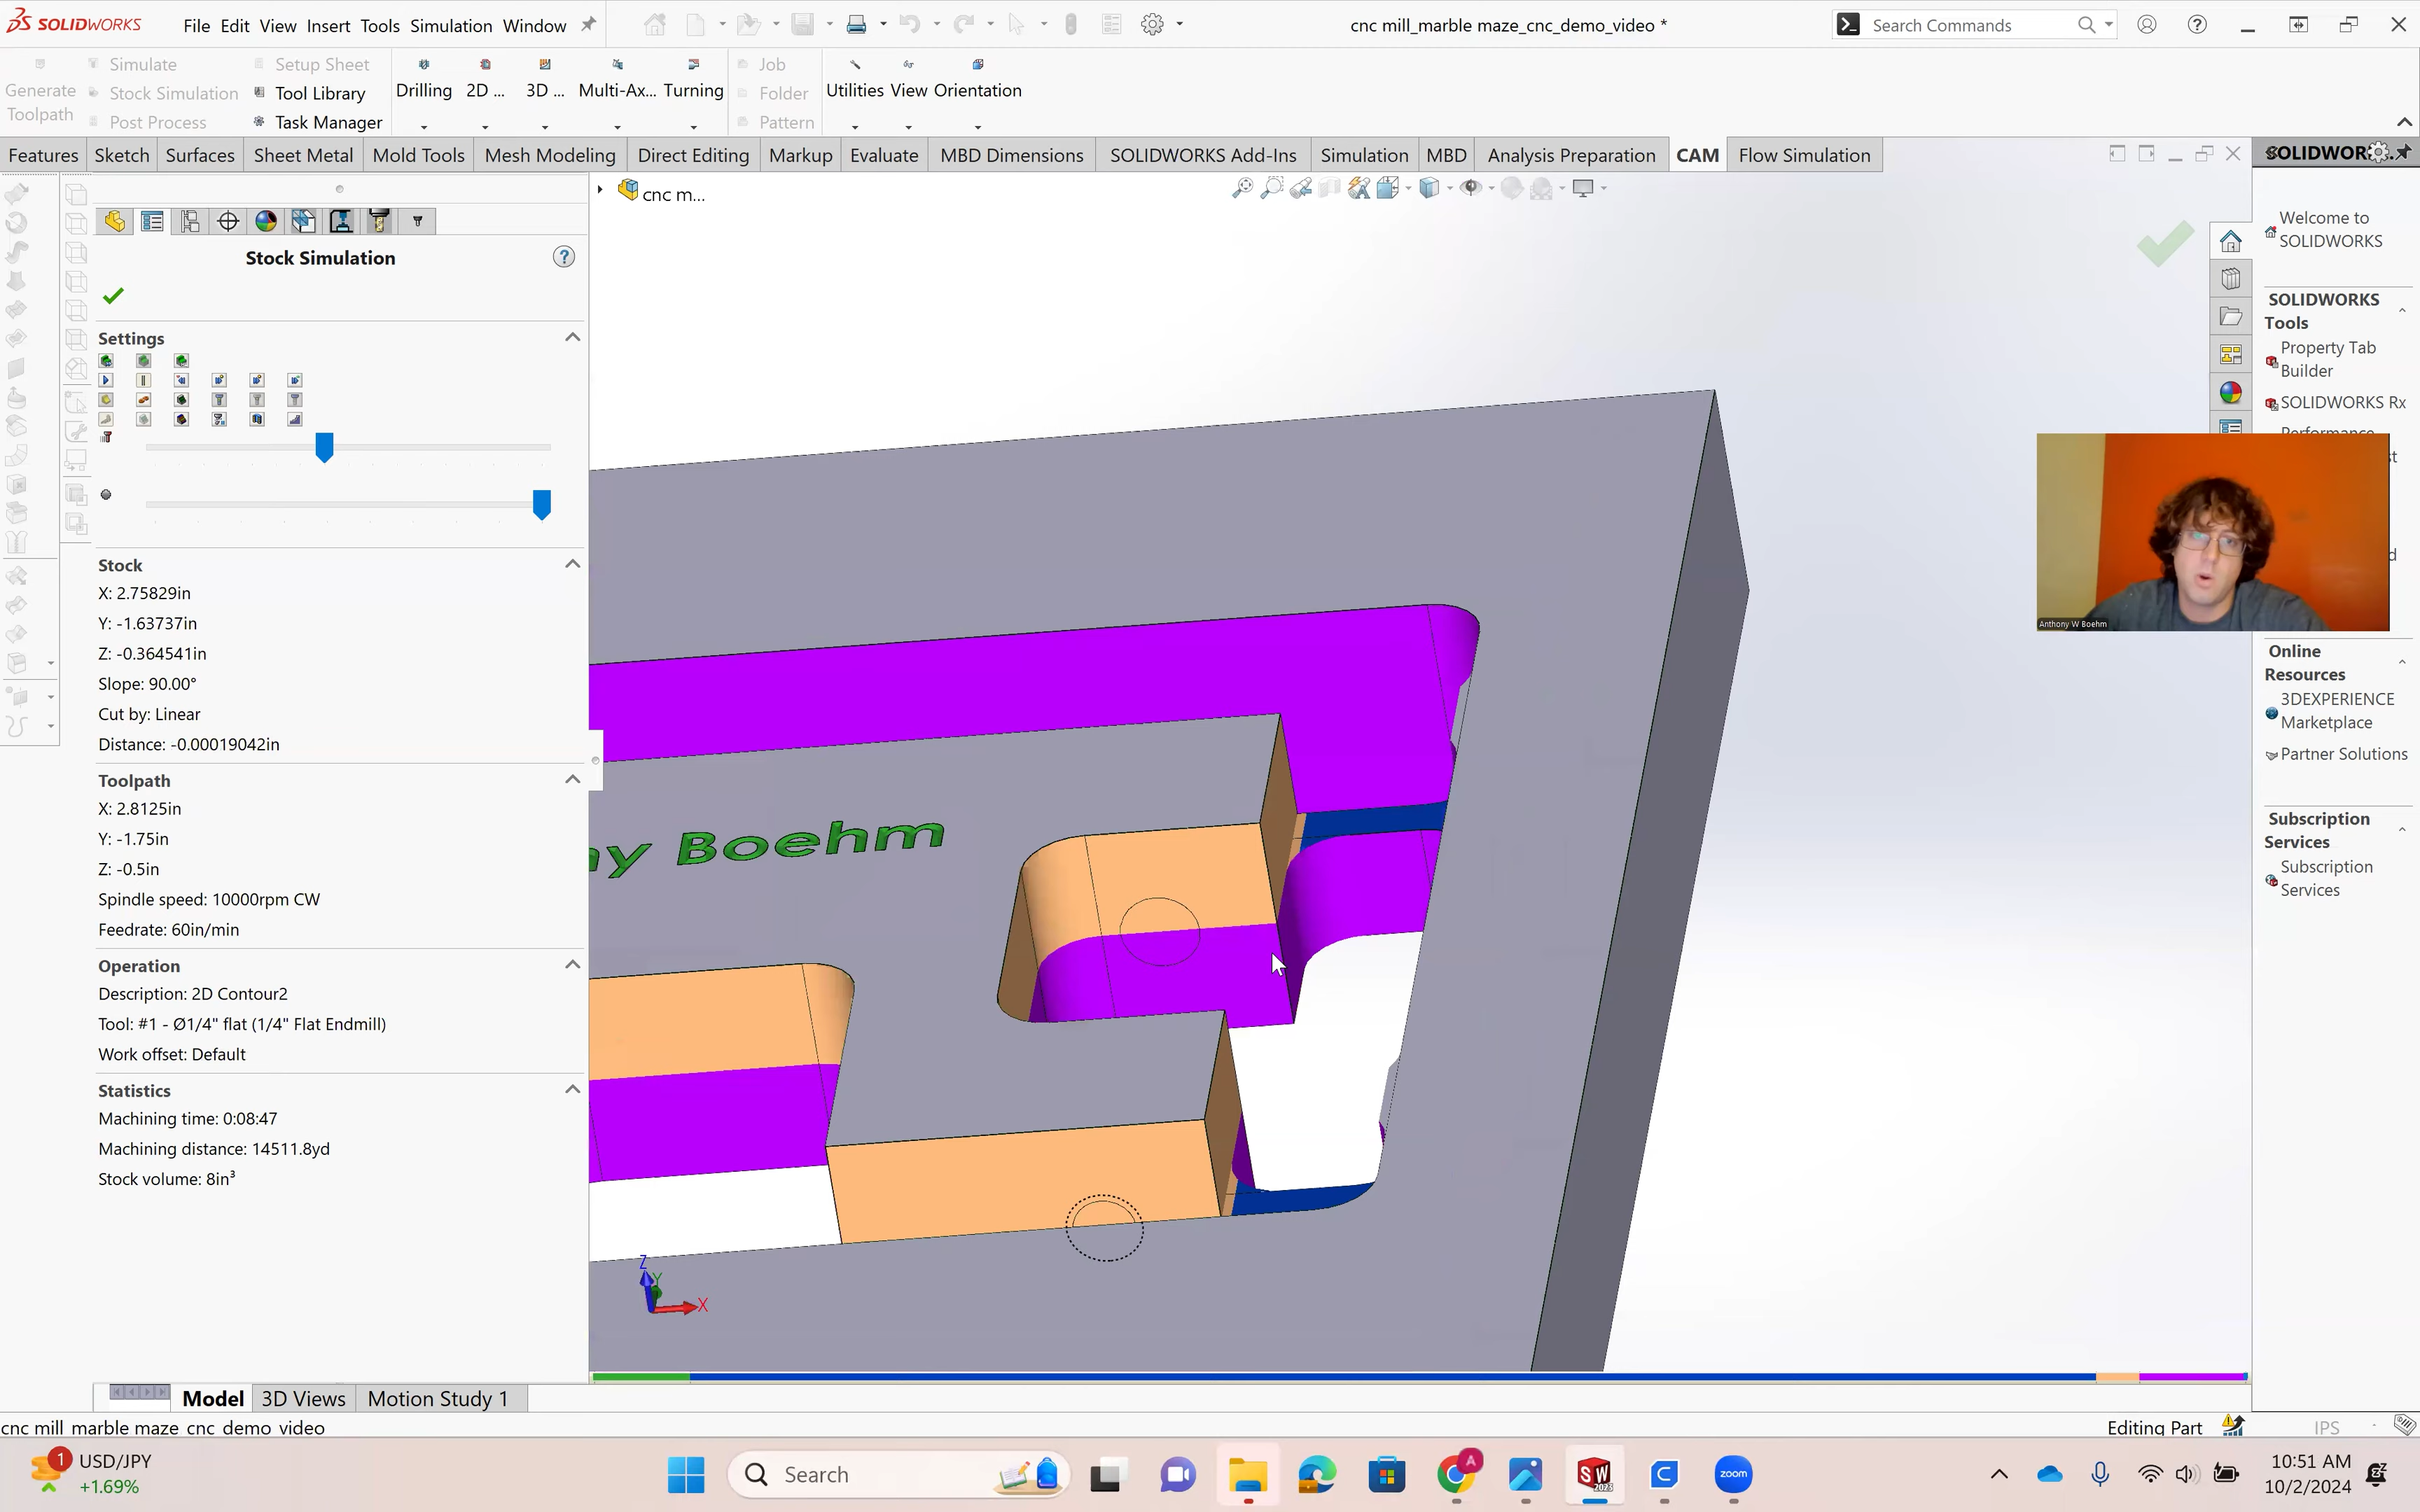 SOLIDWORKS
File Edit View Insert Tools Simulation Window
cnc mill_marble maze_cnc_demo_video *
Search Commands
Generate
Toolpath
Simulate
Stock Simulation
Post Process
Setup Sheet
Tool Library
Task Manager
Drilling 2D ... 3D ... Multi-Ax... Turning
Job
Folder
Pattern
Utilities View Orientation
Features Sketch Surfaces Sheet Metal Mold Tools Mesh Modeling Direct Editing Markup Evaluate MBD Dimensions SOLIDWORKS Add-Ins Simulation MBD Analysis Preparation CAM Flow Simulation
cnc m...
Stock Simulation
Settings
Stock
X: 2.75829in
Y: -1.63737in
Z: -0.364541in
Slope: 90.00°
Cut by: Linear
Distance: -0.00019042in
Toolpath
X: 2.8125in
Y: -1.75in
Z: -0.5in
Spindle speed: 10000rpm CW
Feedrate: 60in/min
Operation
Description: 2D Contour2
Tool: #1 - Ø1/4" flat (1/4" Flat Endmill)
Work offset: Default
Statistics
Machining time: 0:08:47
Machining distance: 14511.8yd
Stock volume: 8in³
ny Boehm
Z
Y
X
Welcome to
SOLIDWORKS
SOLIDWORKS
Tools
Property Tab
Builder
SOLIDWORKS Rx
Anthony W Boehm
Online
Resources
3DEXPERIENCE
Marketplace
Partner Solutions
Subscription
Services
Subscription
Services
Model 3D Views Motion Study 1
cnc mill_marble maze_cnc_demo_video
Editing Part
IPS
1
USD/JPY
+1.69%
Search
A
SW
2023
zoom
10:51 AM
10/2/2024